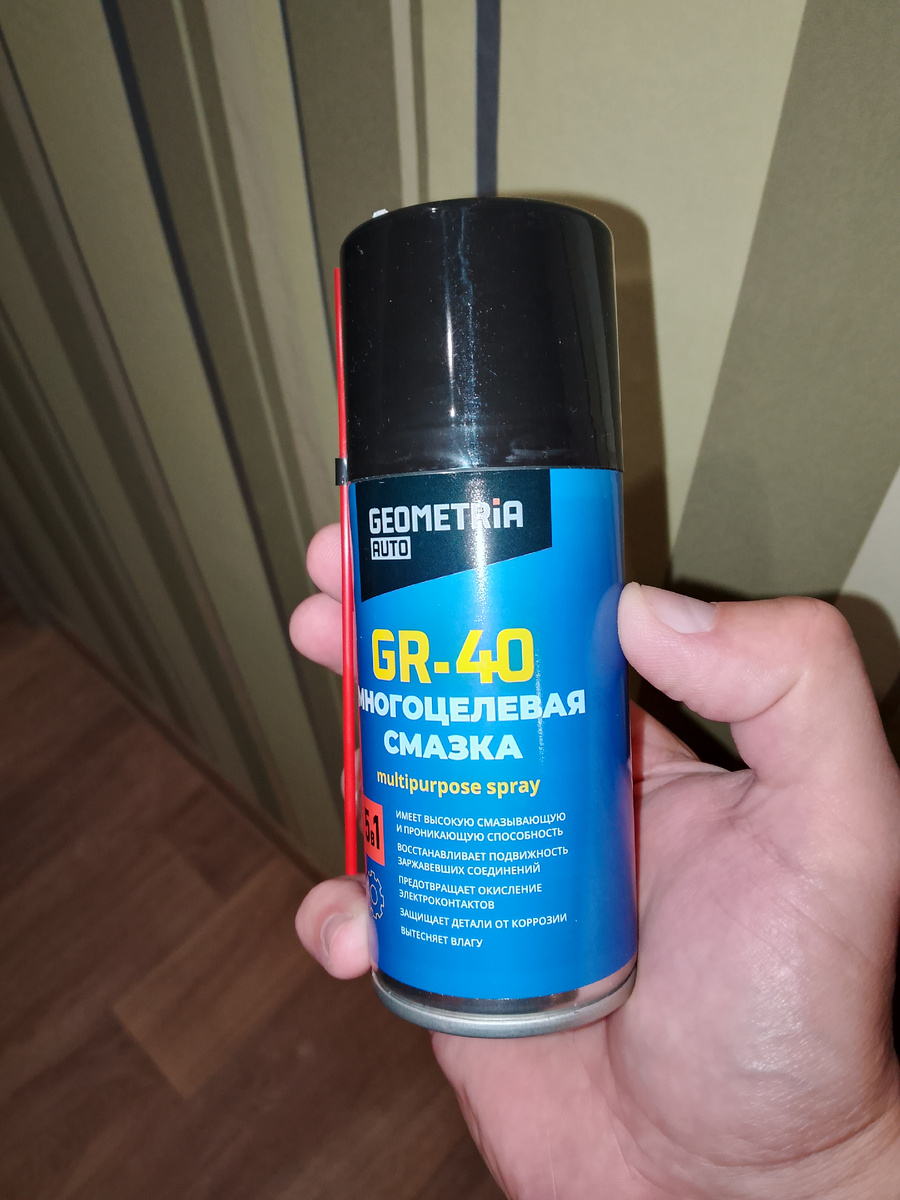 GEOMETRiA
AUTO
GR-40
МНОГОЦЕЛЕВАЯ
СМАЗКА
multipurpose spray
5в1
ИМЕЕТ ВЫСОКУЮ СМАЗЫВАЮЩУЮ
И ПРОНИКАЮЩУЮ СПОСОБНОСТЬ
ВОССТАНАВЛИВАЕТ ПОДВИЖНОСТЬ
ЗАРЖАВЕВШИХ СОЕДИНЕНИЙ
ПРЕДОТВРАЩАЕТ ОКИСЛЕНИЕ
ЭЛЕКТРОКОНТАКТОВ
ЗАЩИЩАЕТ ДЕТАЛИ ОТ КОРРОЗИИ
ВЫТЕСНЯЕТ ВЛАГУ